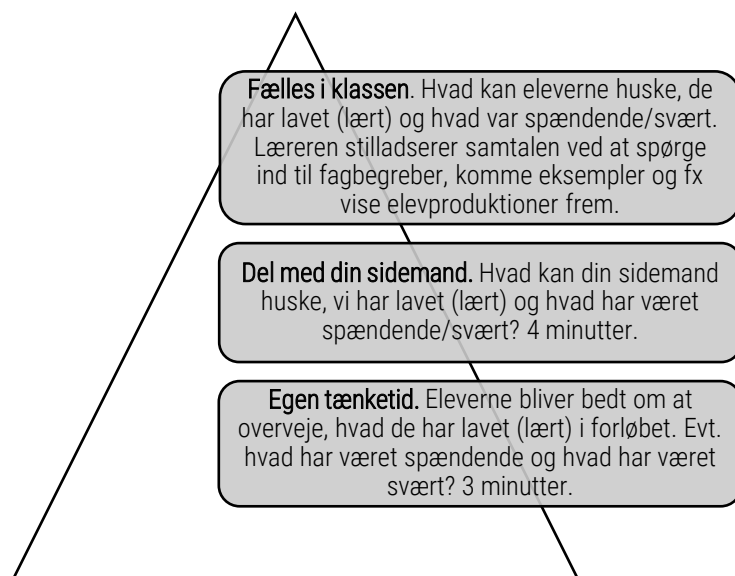 Fælles i klassen. Hvad kan eleverne huske, de
har lavet (lært) og hvad var spændende/svært.
Læreren stilladserer samtalen ved at spørge
ind til fagbegreber, komme eksempler og fx
vise elevproduktioner frem.
Del med din sidemand. Hvad kan din sidemand
huske, vi har lavet (lært) og hvad har været
spændende/svært? 4 minutter.
Egen tænketid. Eleverne bliver bedt om at
overveje, hvad de har lavet (lært) i forløbet. Evt.
hvad har været spændende og hvad har været
svært? 3 minutter.